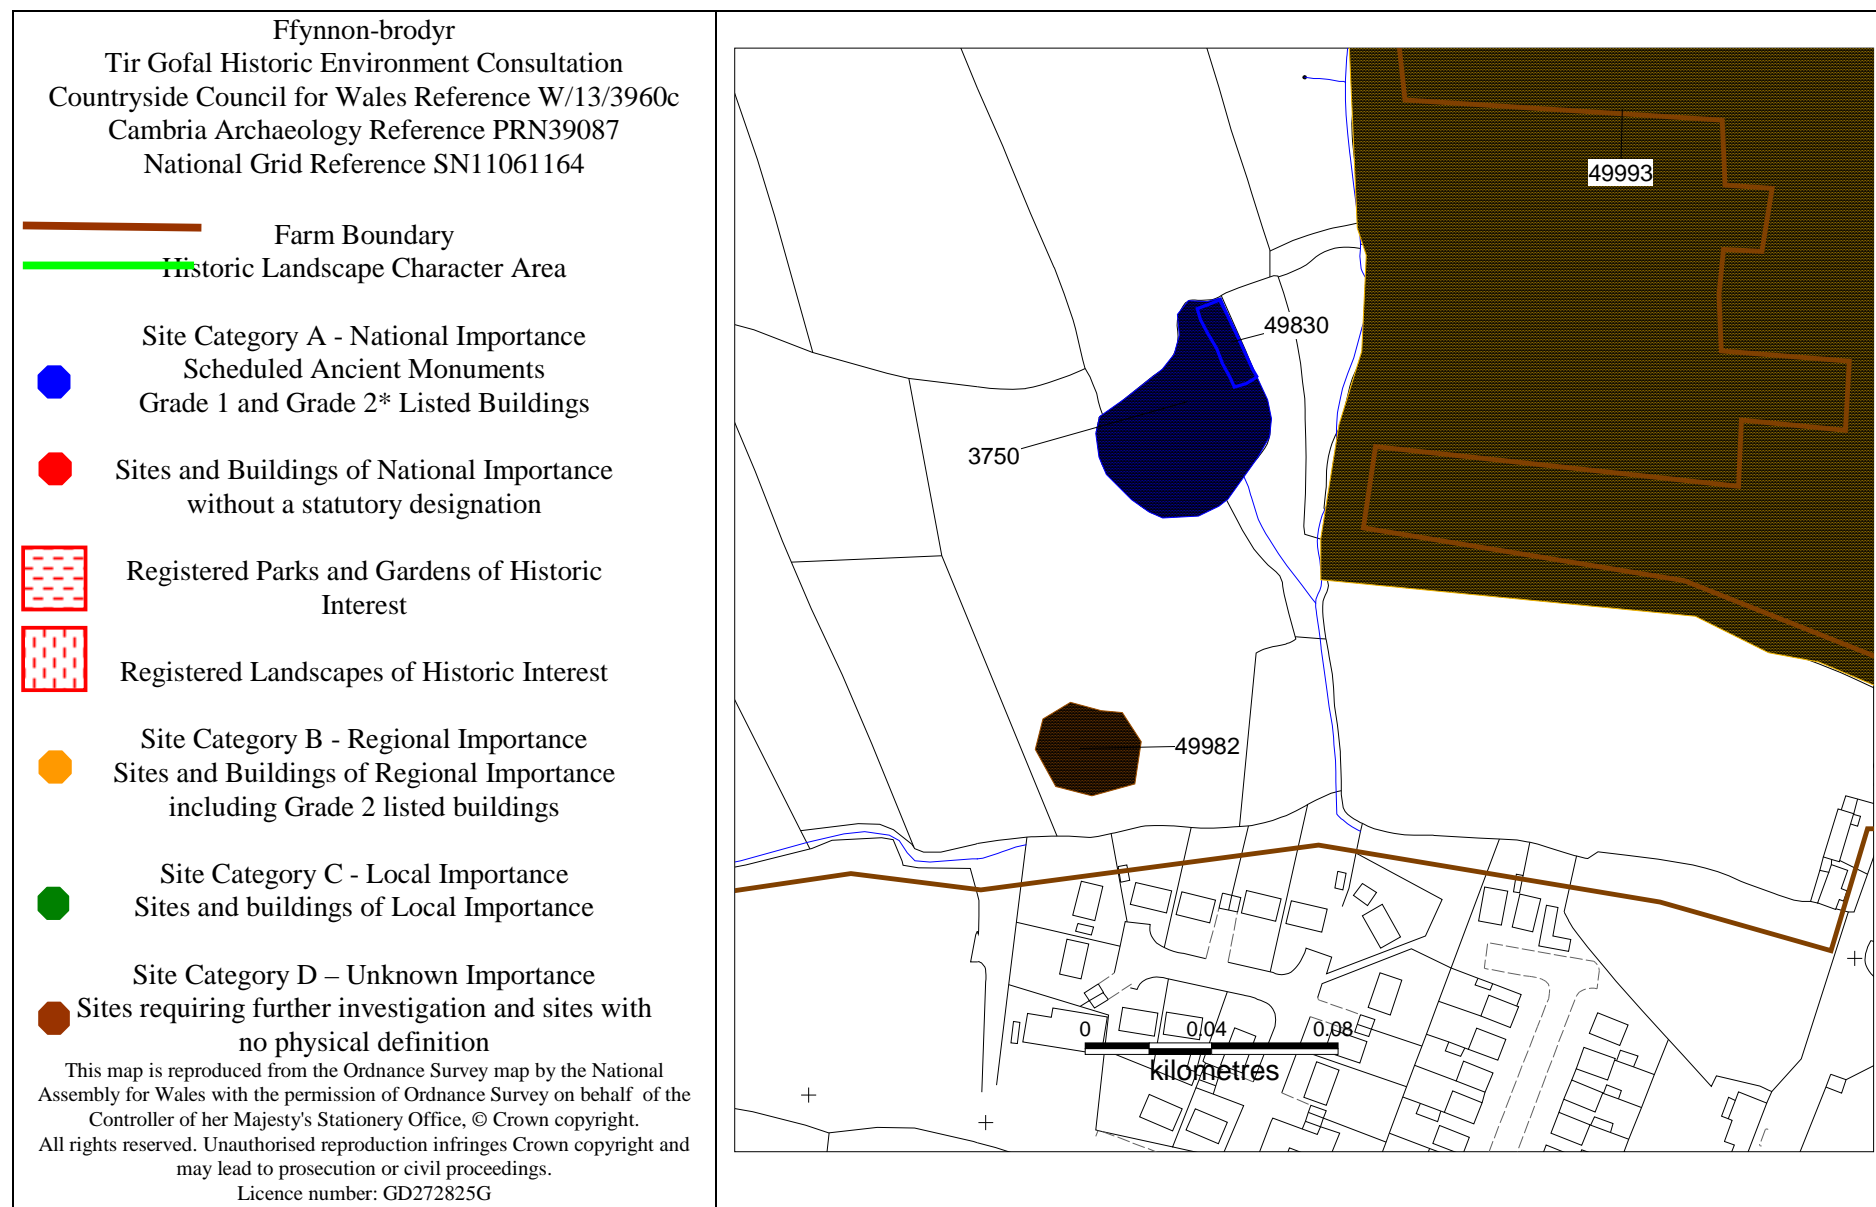 Ffynnon-brodyr
Tir Gofal Historic Environment Consultation
Countryside Council for Wales Reference W/13/3960c
Cambria Archaeology Reference PRN39087
National Grid Reference SN11061164
Farm Boundary
Historic Landscape Character Area
Site Category A - National Importance
Scheduled Ancient Monuments
Grade 1 and Grade 2* Listed Buildings
Sites and Buildings of National Importance
without a statutory designation
Registered Parks and Gardens of Historic
Interest
Registered Landscapes of Historic Interest
Site Category B - Regional Importance
Sites and Buildings of Regional Importance
including Grade 2 listed buildings
Site Category C - Local Importance
Sites and buildings of Local Importance
Site Category D – Unknown Importance
Sites requiring further investigation and sites with
no physical definition
This map is reproduced from the Ordnance Survey map by the National
Assembly for Wales with the permission of Ordnance Survey on behalf of the
Controller of her Majesty's Stationery Office, © Crown copyright.
All rights reserved. Unauthorised reproduction infringes Crown copyright and
may lead to prosecution or civil proceedings.
Licence number: GD272825G
49993
49830
3750
49982
0 0.04 0.08
kilometres